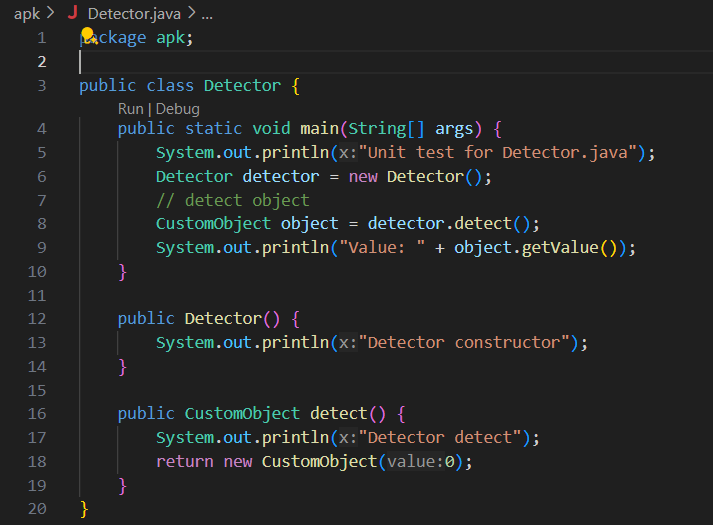 apk > J Detector.java > ...
1 package apk;
2
3 public class Detector {
Run | Debug
4 public static void main(String[] args) {
5 System.out.println(x:"Unit test for Detector.java");
6 Detector detector = new Detector();
7 // detect object
8 CustomObject object = detector.detect();
9 System.out.println("Value: " + object.getValue());
10 }
11
12 public Detector() {
13 System.out.println(x:"Detector constructor");
14 }
15
16 public CustomObject detect() {
17 System.out.println(x:"Detector detect");
18 return new CustomObject(value:0);
19 }
20 }